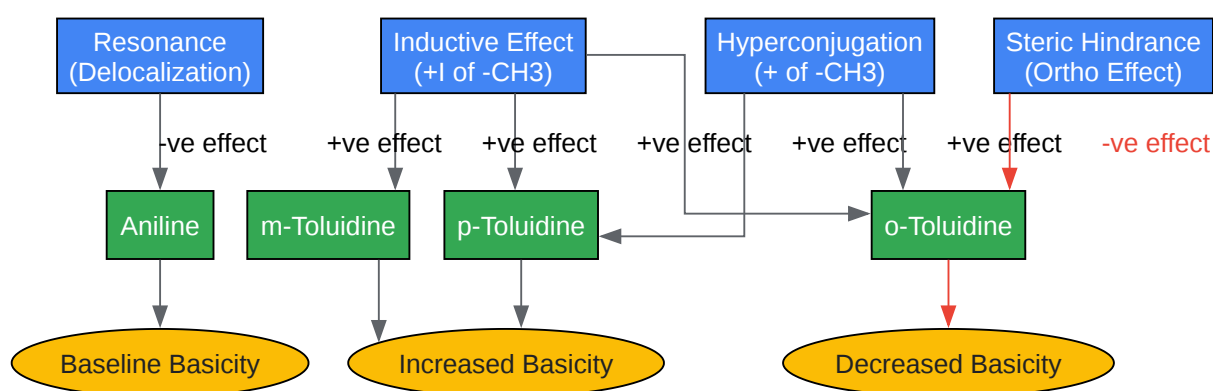 Resonance
(Delocalization)
Inductive Effect
(+I of -CH3)
Hyperconjugation
(+ of -CH3)
Steric Hindrance
(Ortho Effect)
-ve effect
+ve effect
+ve effect
+ve effect
+ve effect
+ve effect
-ve effect
Aniline
m-Toluidine
p-Toluidine
o-Toluidine
Baseline Basicity
Increased Basicity
Decreased Basicity